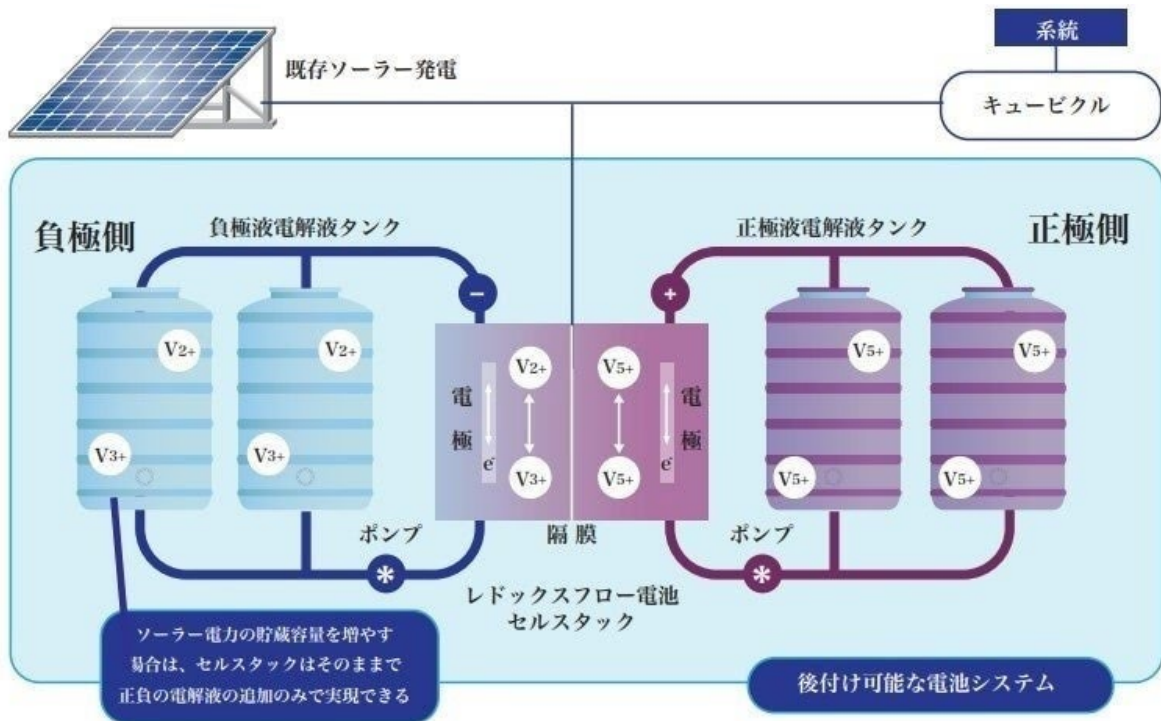 系統
既存ソーラー発電
キュービクル
負極側
負極液電解液タンク
正極液電解液タンク
正極側
−
+
V2+
V2+
V2+
V5+
V5+
V5+
電極
電極
V3+
V3+
e-
V3+
V5+
e-
V5+
V5+
ポンプ
隔膜
ポンプ
*
*
レドックスフロー電池
セルスタック
ソーラー電力の貯蔵容量を増やす
場合は、セルスタックはそのままで
正負の電解液の追加のみで実現できる
後付け可能な電池システム